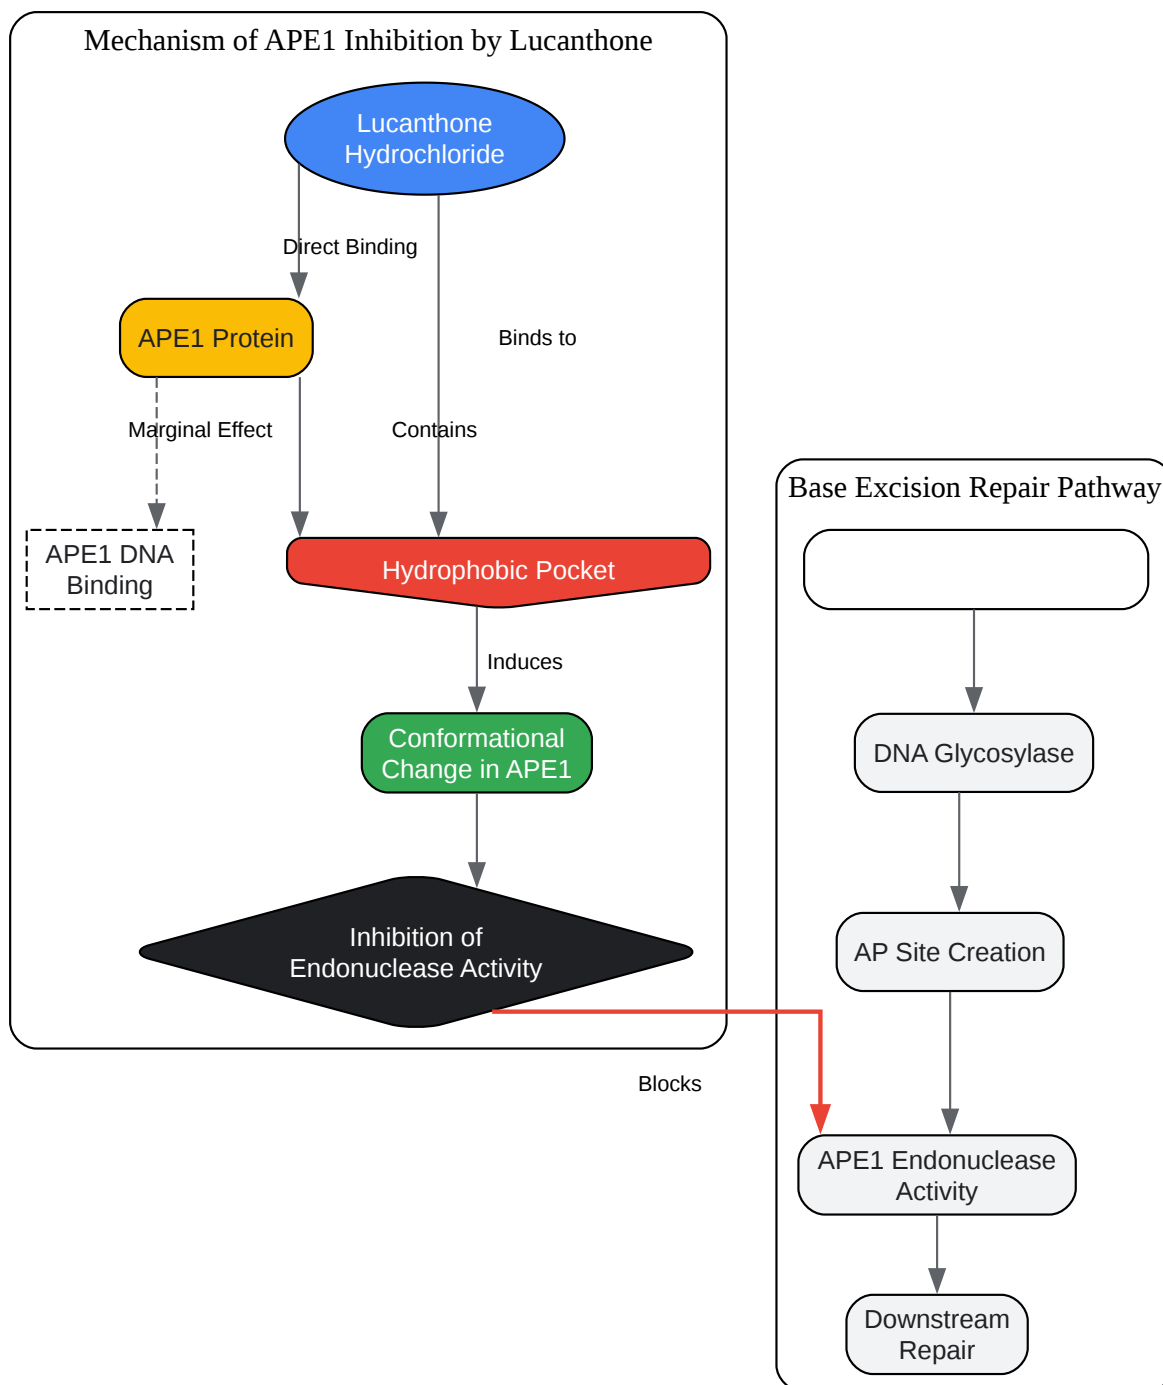 Mechanism of APE1 Inhibition by Lucanthone
Lucanthone
Hydrochloride
Direct Binding
APE1 Protein
Binds to
Marginal Effect
Contains
APE1 DNA
Binding
Hydrophobic Pocket
Induces
Conformational
Change in APE1
Inhibition of
Endonuclease Activity
Blocks
Base Excision Repair Pathway
DNA Glycosylase
AP Site Creation
APE1 Endonuclease
Activity
Downstream
Repair